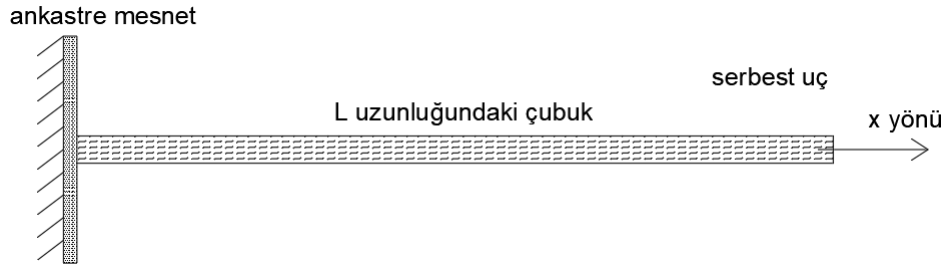 ankastre mesnet
serbest uç
L uzunluğundaki çubuk
x yönü